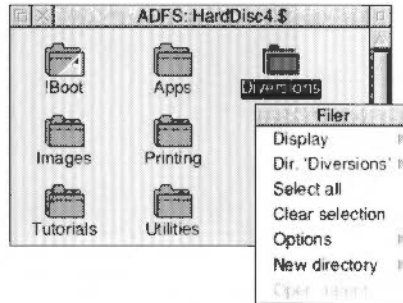 ADFS: HardDisc4.$
!Boot Apps Diversions
Images Printing
Tutorials Utilities
Filer
Display
Dir. 'Diversions'
Select all
Clear selection
Options
New directory